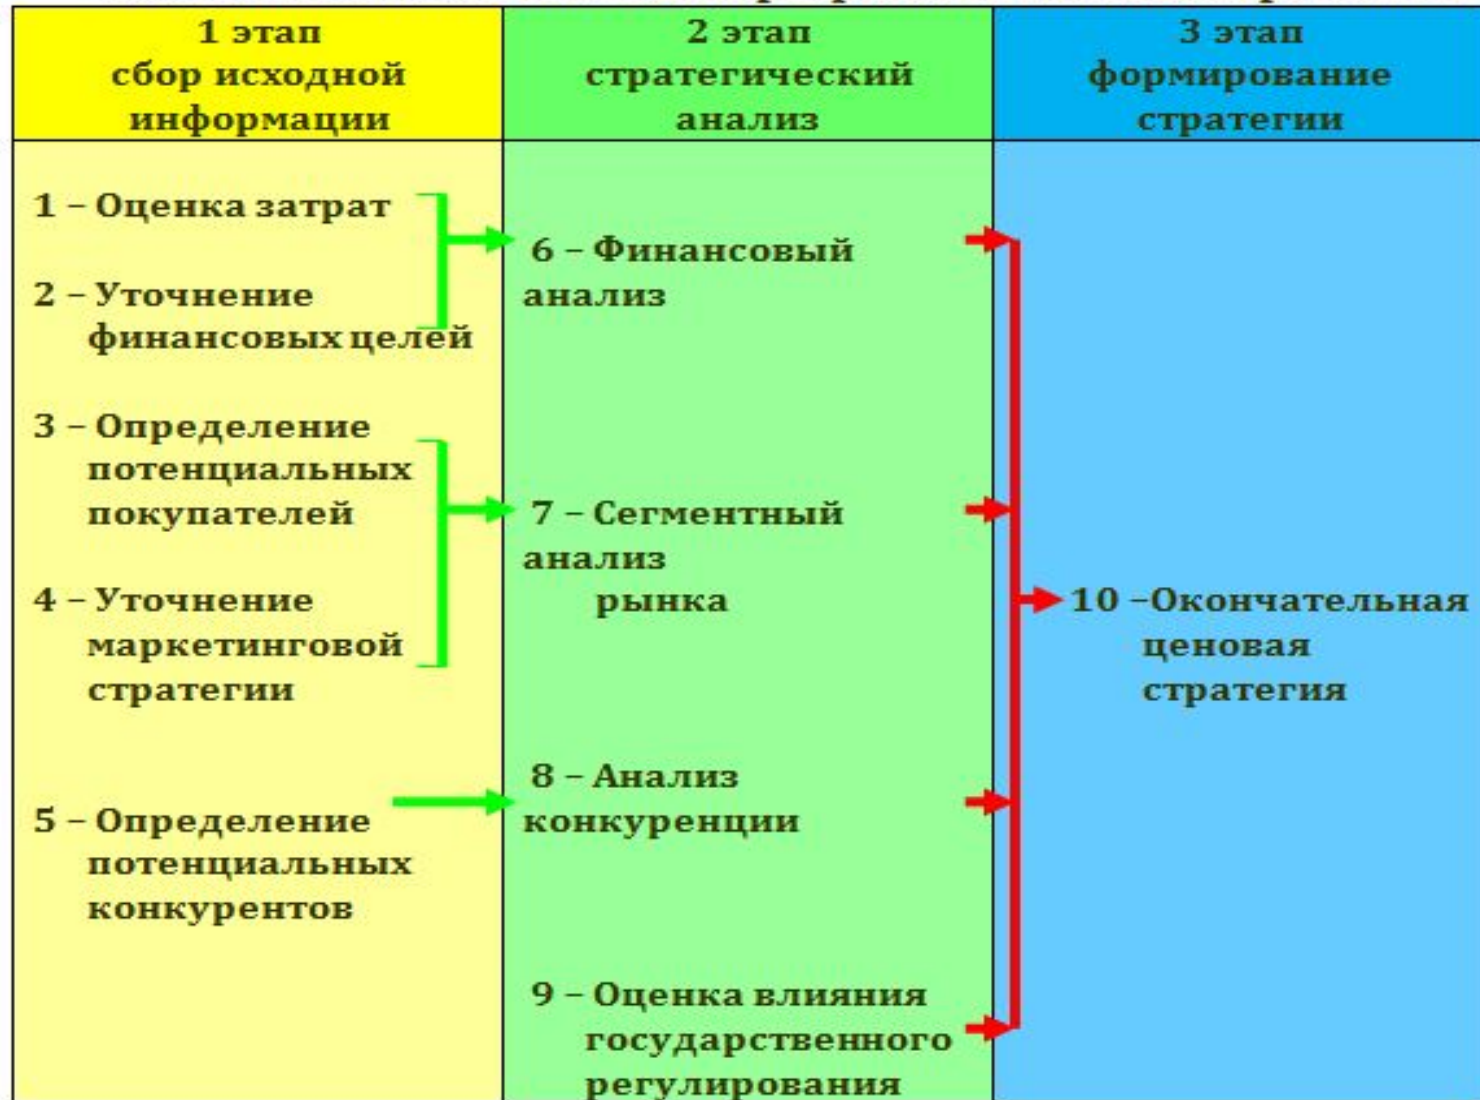 1 этап
сбор исходной
информации
2 этап
стратегический
анализ
3 этап
формирование
стратегии
1 – Оценка затрат
2 – Уточнение
финансовых целей
3 – Определение
потенциальных
покупателей
4 – Уточнение
маркетинговой
стратегии
5 – Определение
потенциальных
конкурентов
6 – Финансовый
анализ
7 – Сегментный
анализ
рынка
8 – Анализ
конкуренции
9 – Оценка влияния
государственного
регулирования
10 –Окончательная
ценовая
стратегия